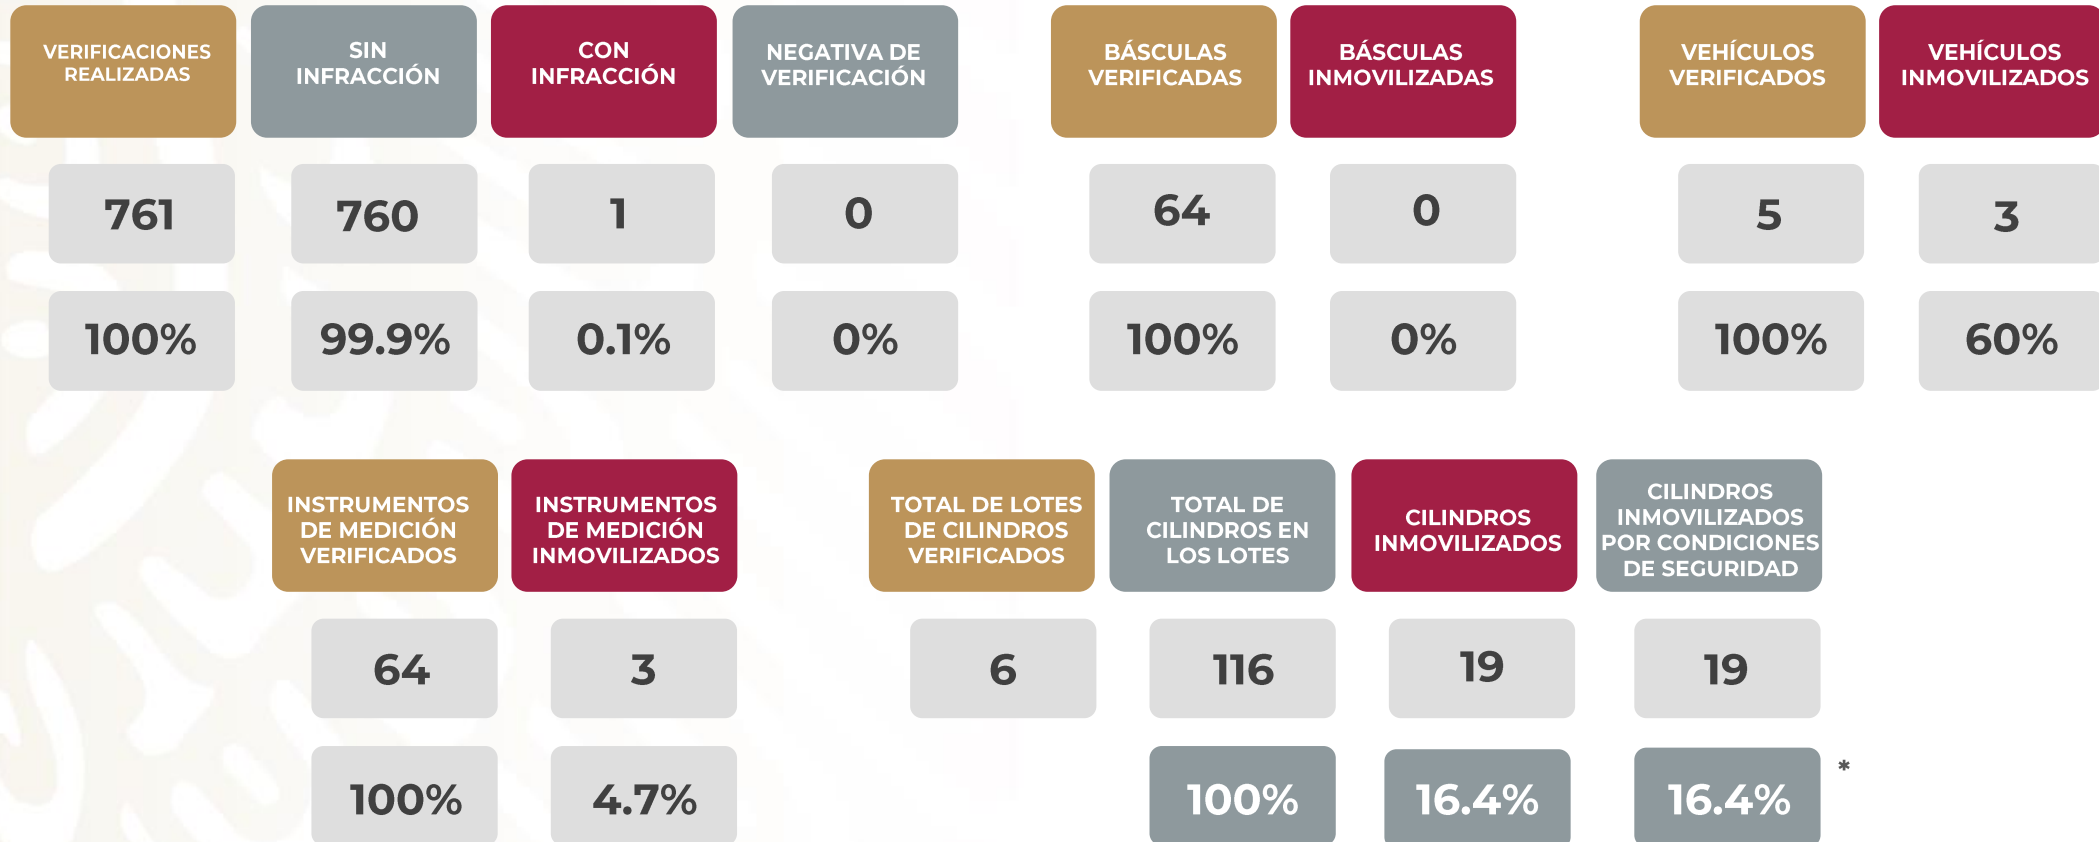 VERIFICACIONES
REALIZADAS
SIN
INFRACCIÓN
CON
INFRACCIÓN
NEGATIVA DE
VERIFICACIÓN
BÁSCULAS
VERIFICADAS
BÁSCULAS
INMOVILIZADAS
VEHÍCULOS
VERIFICADOS
VEHÍCULOS
INMOVILIZADOS
761
760
1
0
64
0
5
3
100%
99.9%
0.1%
0%
100%
0%
100%
60%
INSTRUMENTOS
DE MEDICIÓN
VERIFICADOS
INSTRUMENTOS
DE MEDICIÓN
INMOVILIZADOS
TOTAL DE LOTES
DE CILINDROS
VERIFICADOS
TOTAL DE
CILINDROS EN
LOS LOTES
CILINDROS
INMOVILIZADOS
CILINDROS
INMOVILIZADOS
POR CONDICIONES
DE SEGURIDAD
64
3
6
116
19
19
100%
4.7%
100%
16.4%
16.4%
*